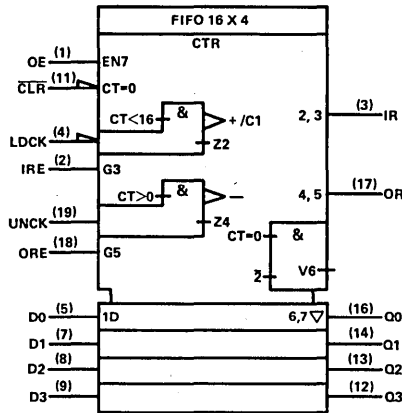 FIFO 16 X 4
CTR
OE (1) EN7
CLR (11) CT=0
CT<16 & + /C1
LDCK (4) Z2
2, 3 (3) IR
IRE (2) G3
CT>0 & −
4, 5 (17) OR
UNCK (19) Z4
ORE (18) G5
CT=0 &
2 V6
D0 (5) 1D 6,7 ▽ (16) Q0
D1 (7) (14) Q1
D2 (8) (13) Q2
D3 (9) (12) Q3